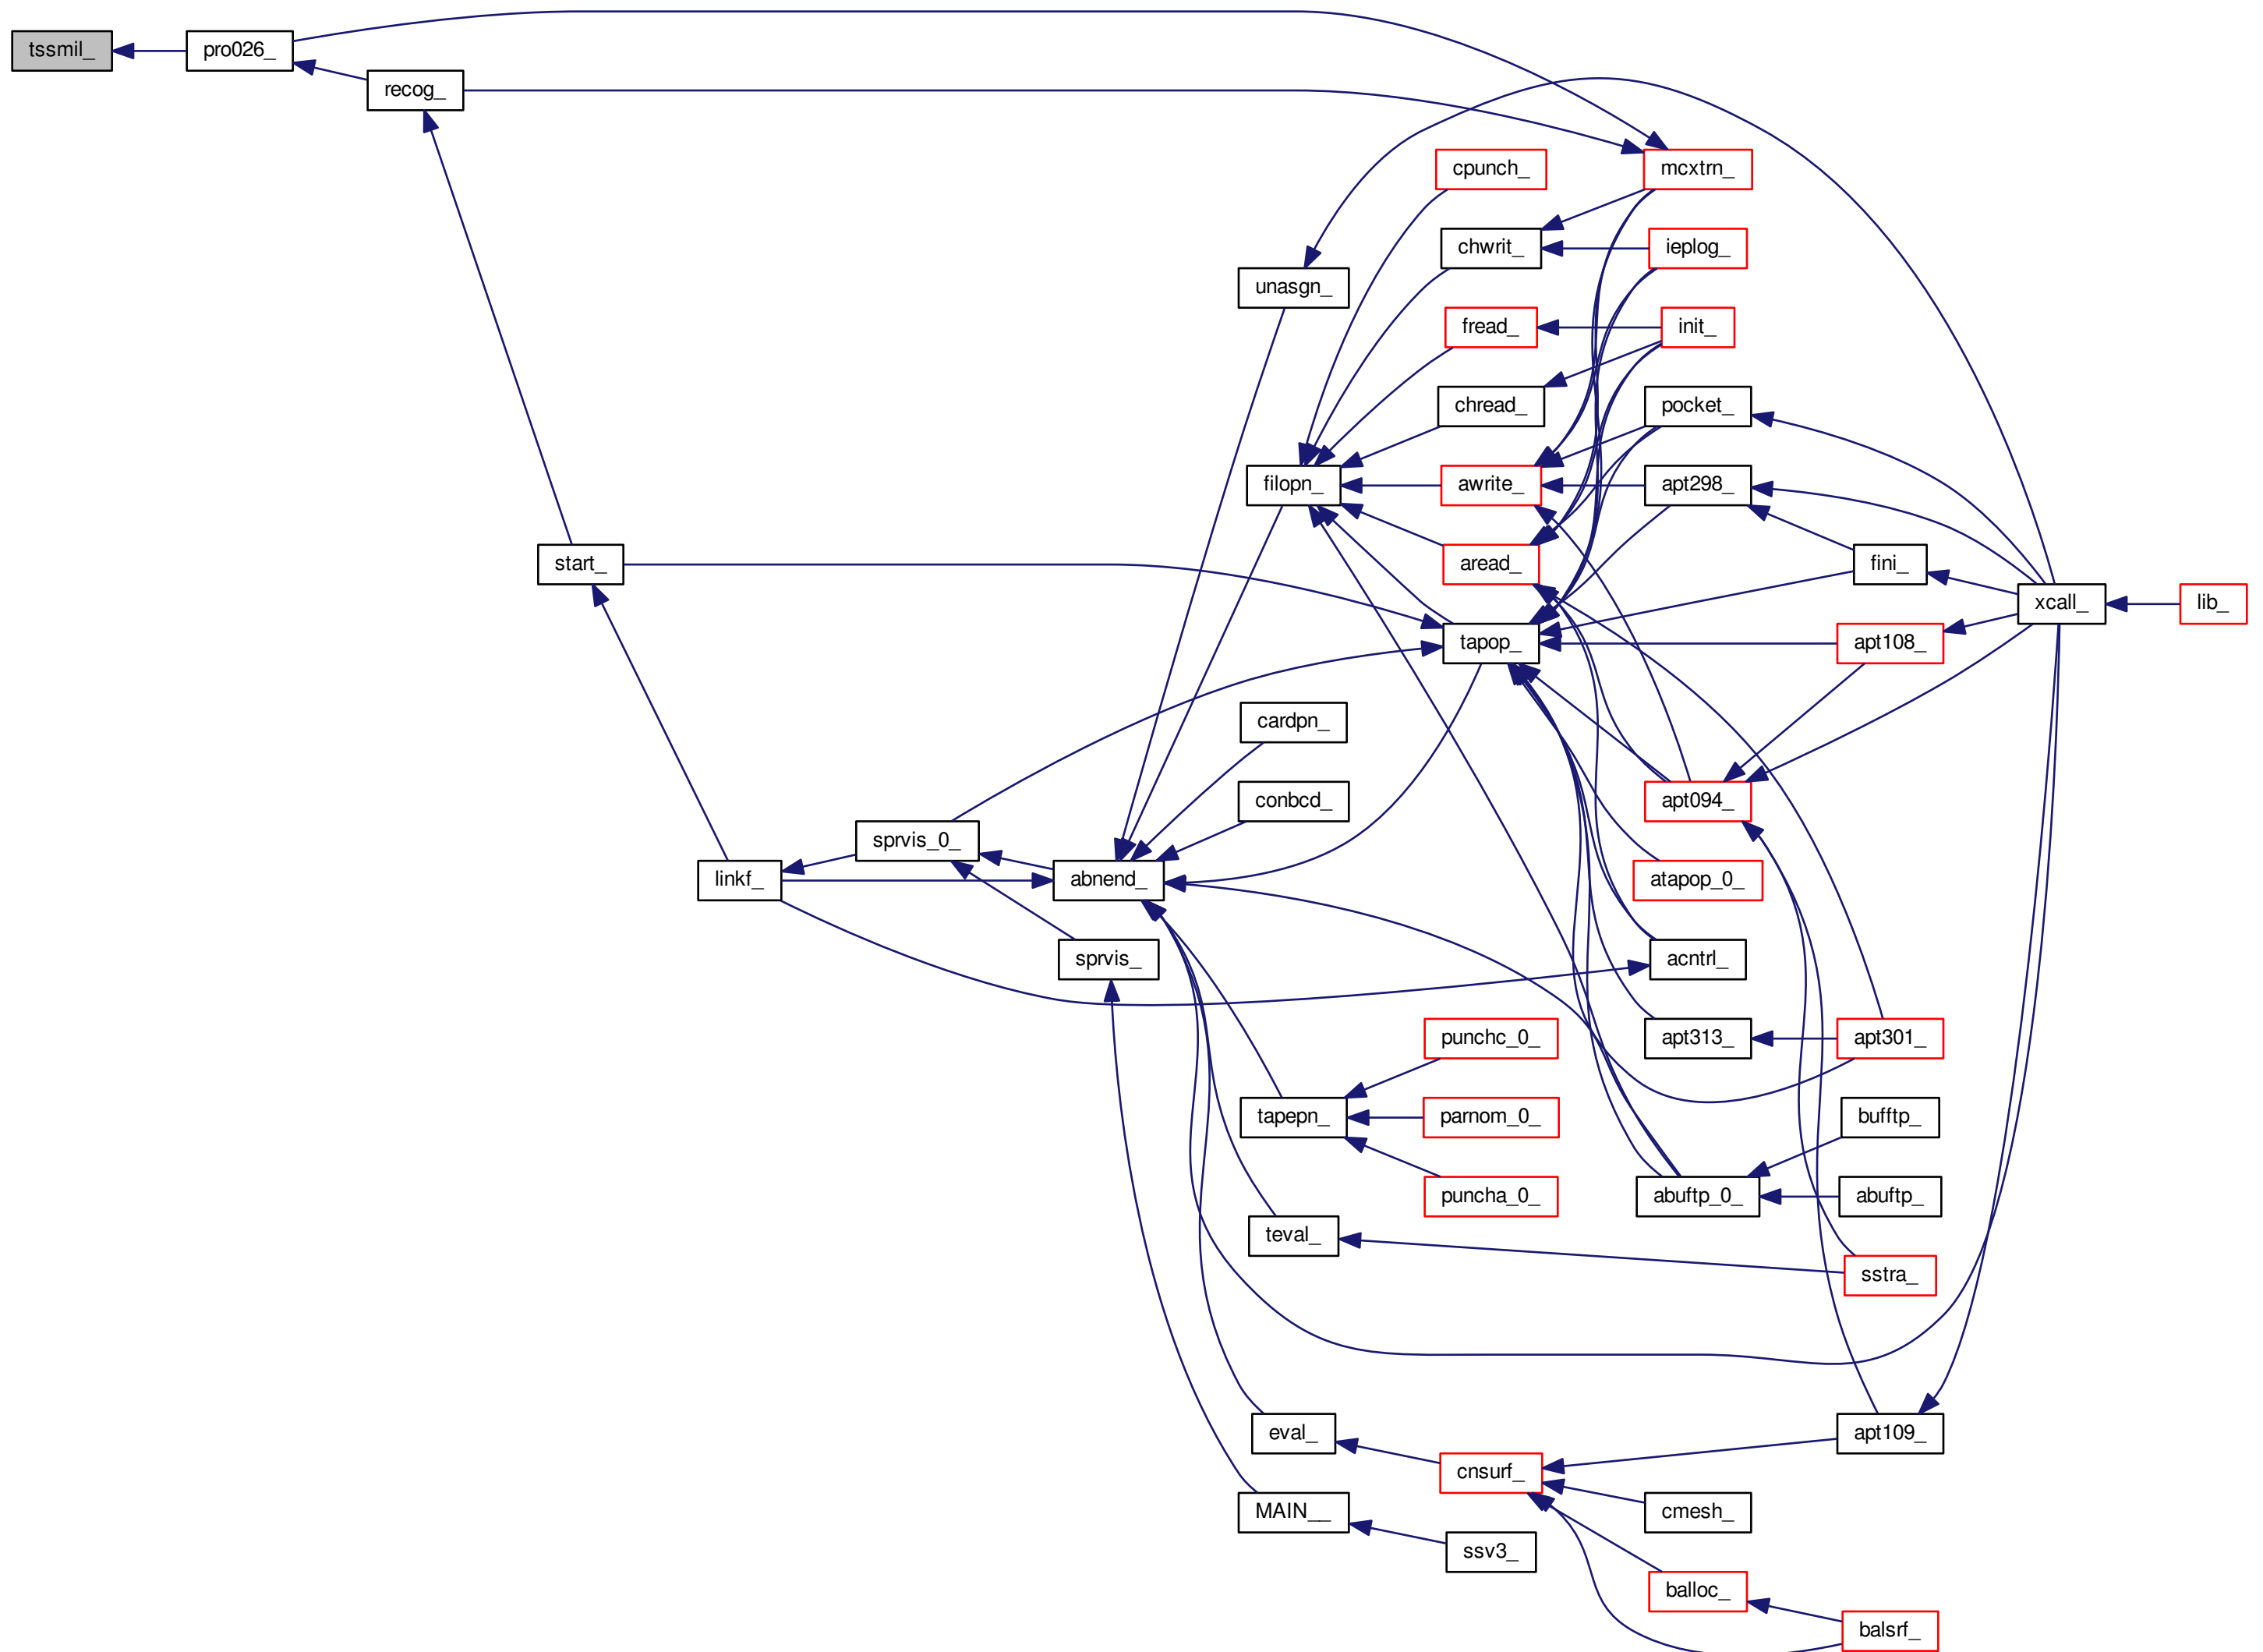 tssmil_
pro026_
recog_
start_
linkf_
sprvis_0_
abnend_
sprvis_
unasgn_
filopn_
cardpn_
conbcd_
tapepn_
teval_
eval_
MAIN__
cpunch_
chwrit_
fread_
chread_
awrite_
aread_
tapop_
punchc_0_
parnom_0_
puncha_0_
cnsurf_
ssv3_
mcxtrn_
ieplog_
init_
pocket_
apt298_
apt094_
atapop_0_
acntrl_
apt313_
abuftp_0_
cmesh_
balloc_
fini_
apt108_
apt301_
bufftp_
abuftp_
sstra_
apt109_
balsrf_
xcall_
lib_